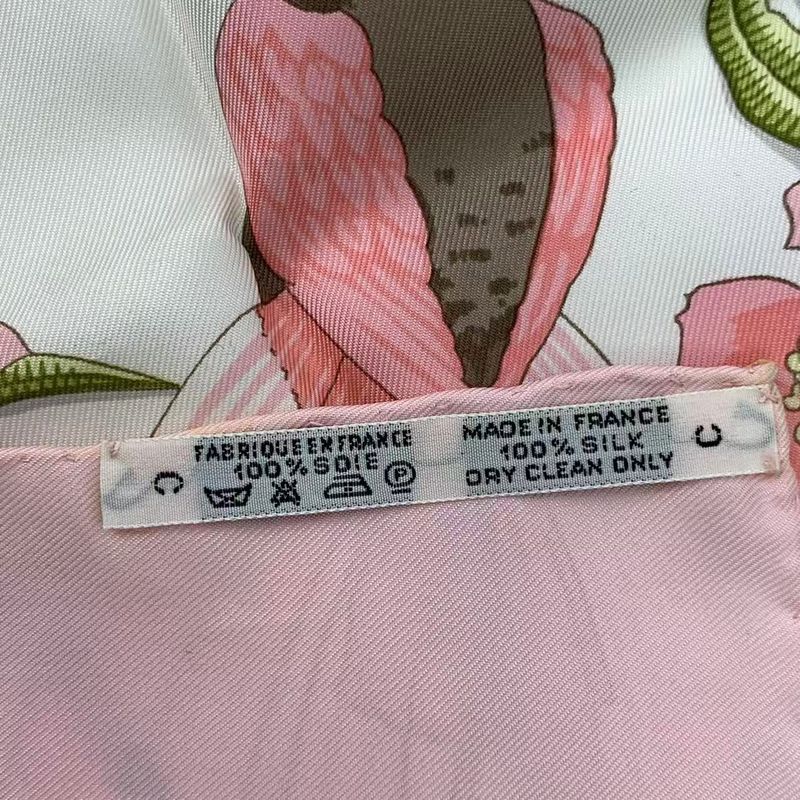 C
FABRIQUE EN FRANCE
100% SOIE
P
MADE IN FRANCE
100% SILK
DRY CLEAN ONLY
C